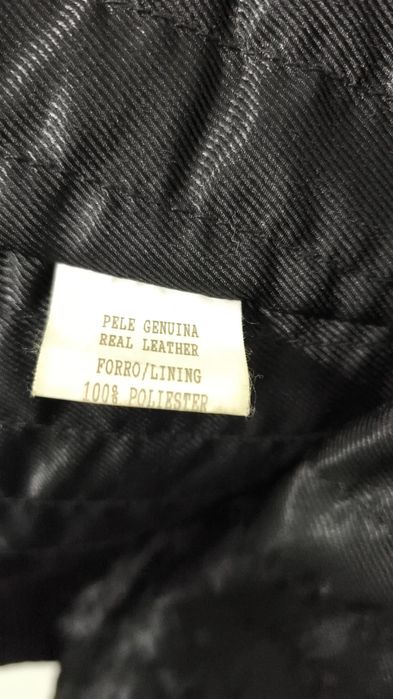 PELE GENUINA
REAL LEATHER
FORRO/LINING
100% POLIESTER